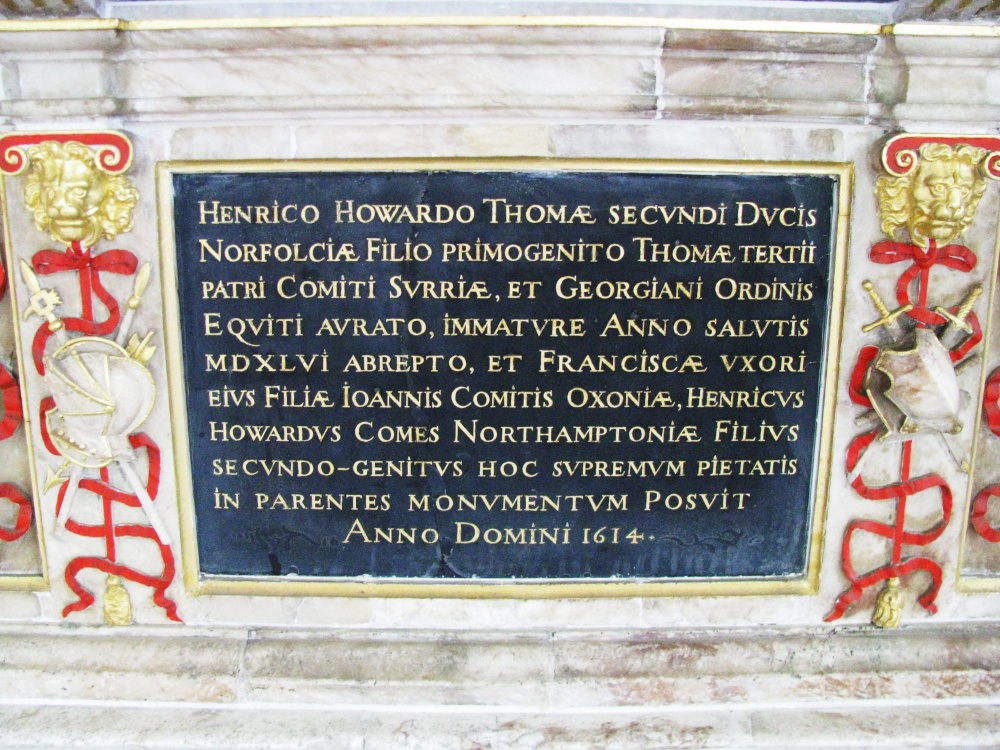 HENRICO HOWARDO THOMÆ SECVNDI DVCIS
NORFOLCIÆ FILIO PRIMOGENITO THOMÆ TERTII
PATRI COMITI SVRRIÆ, ET GEORGIANI ORDINIS
EQVITI AVRATO, IMMATVRE ANNO SALVTIS
MDXLVI ABREPTO, ET FRANCISCÆ VXORI
EIVS FILIÆ IOANNIS COMITIS OXONIÆ, HENRICVS
HOWARDVS COMES NORTHAMPTONIÆ FILIVS
SECVNDO-GENITVS HOC SVPREMVM PIETATIS
IN PARENTES MONVMENTVM POSVIT
ANNO DOMINI 1614.